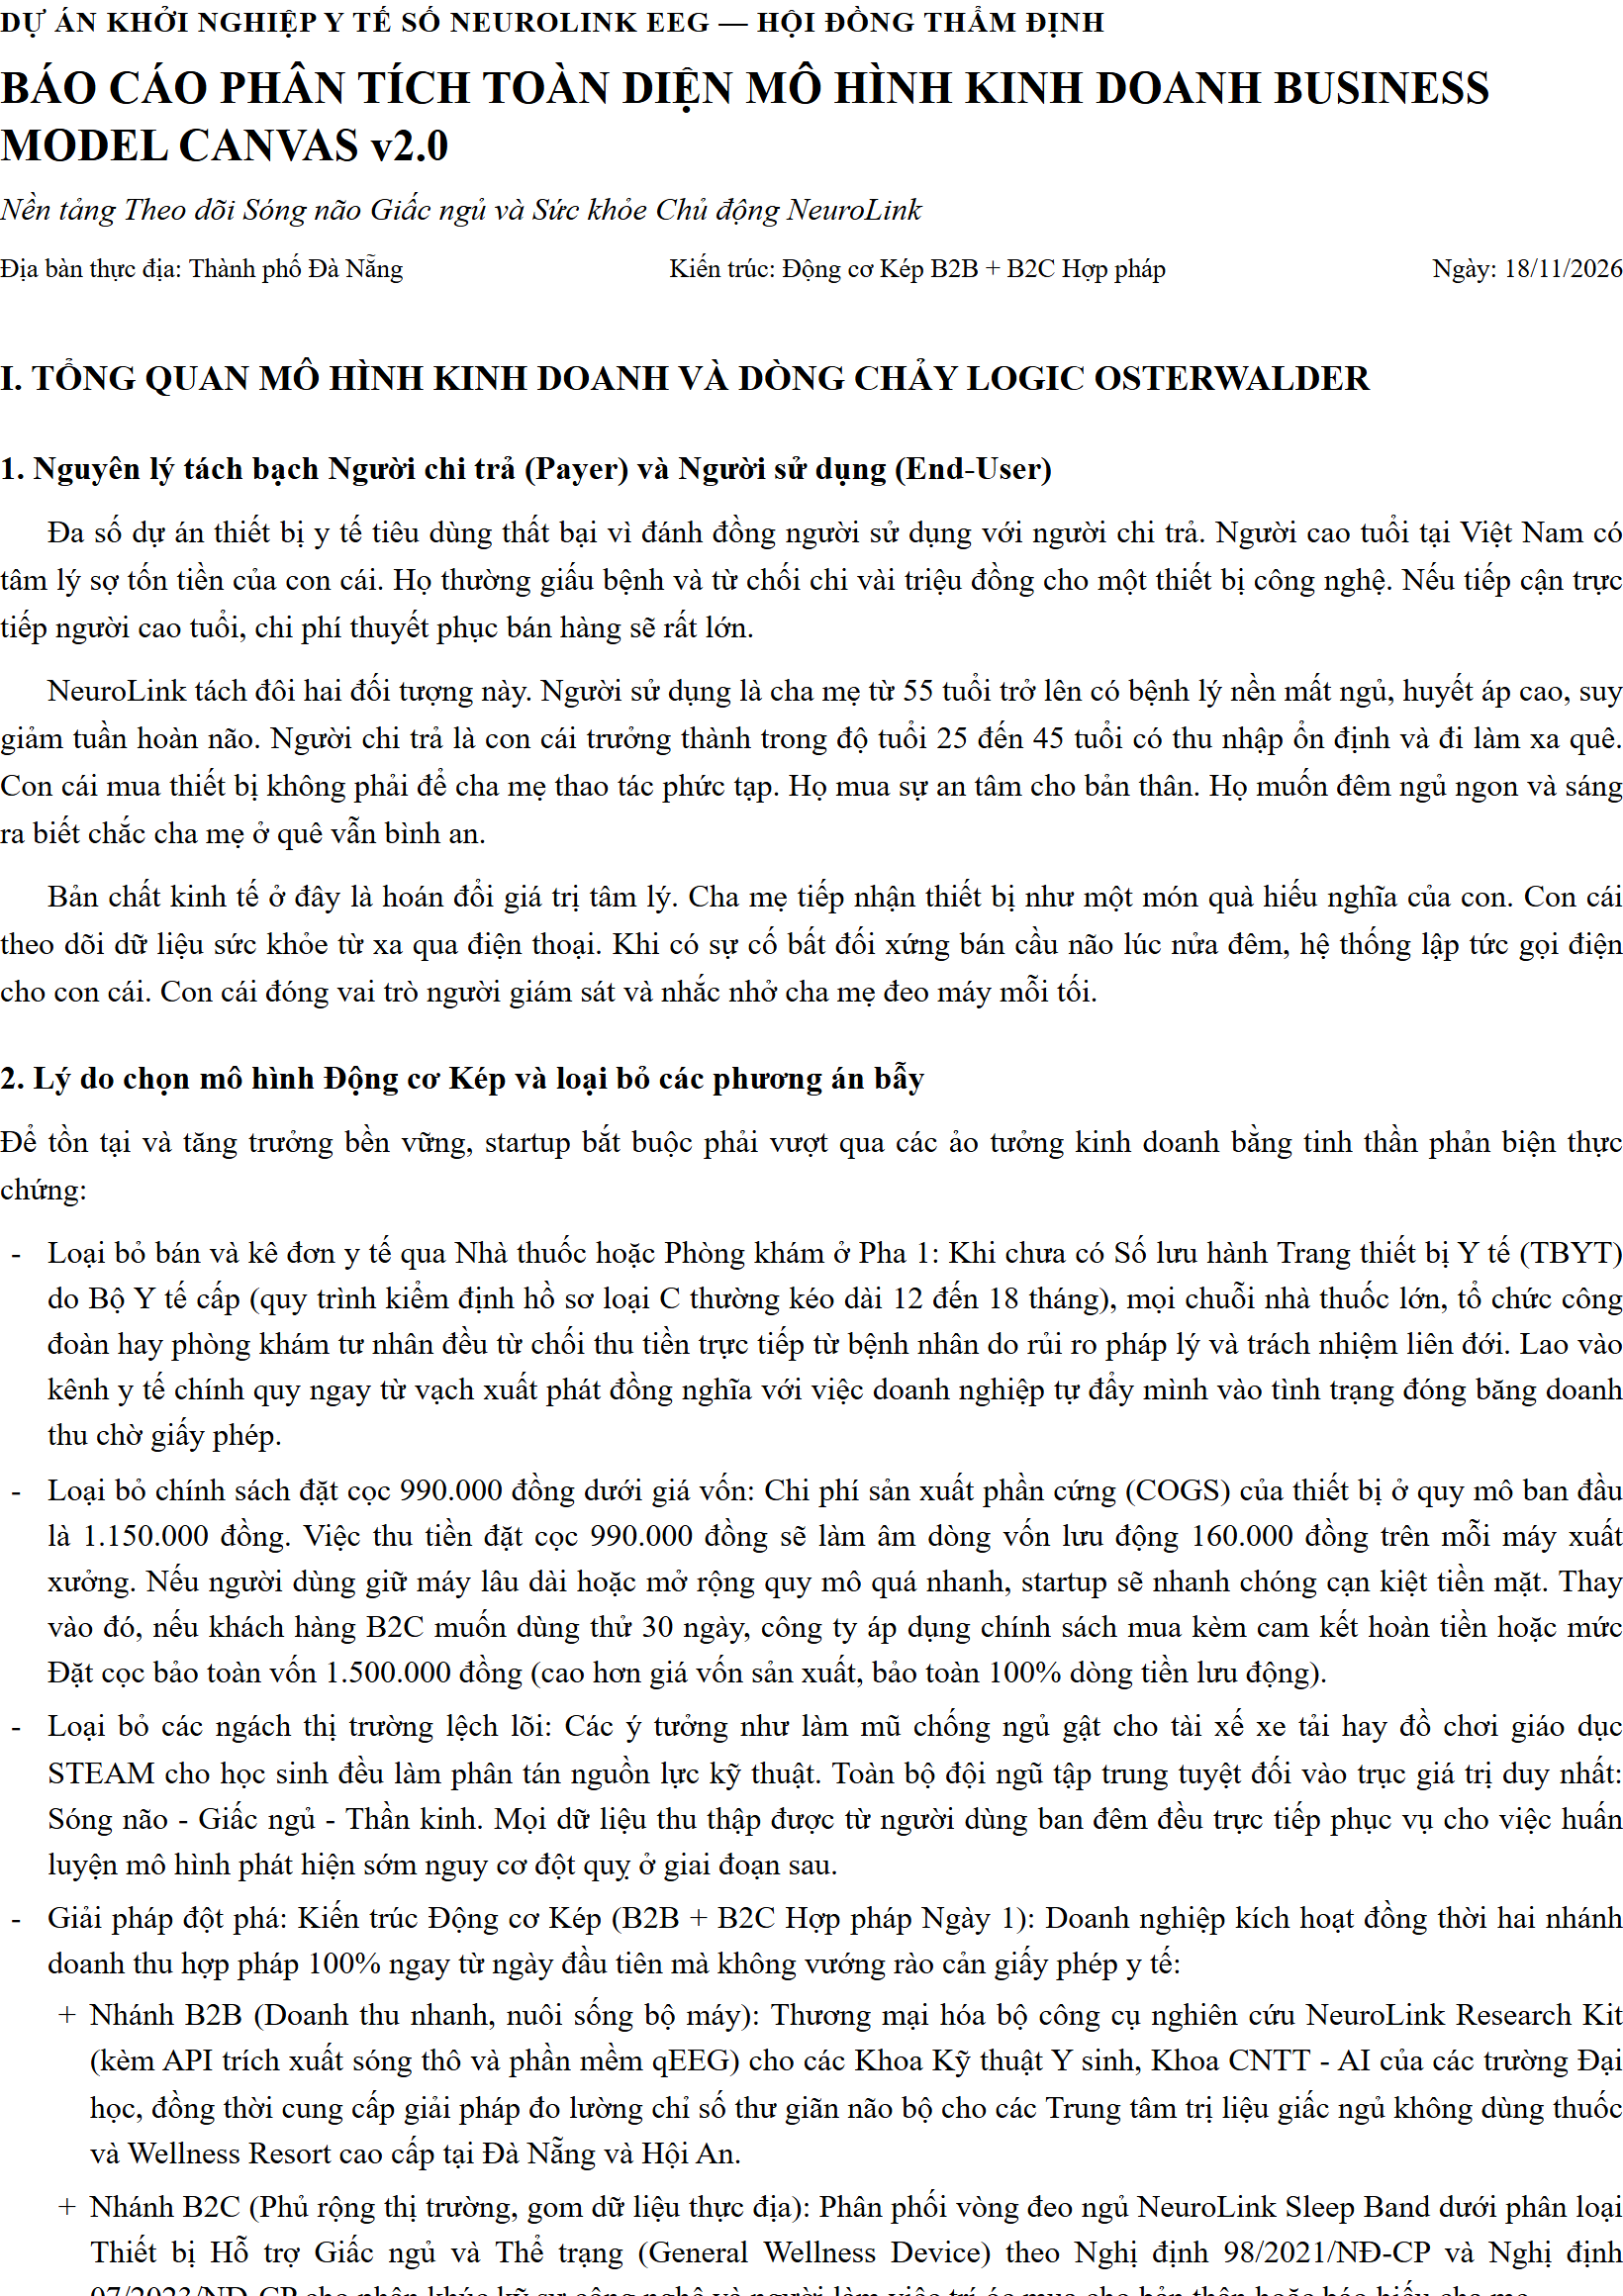 DỰ ÁN KHỞI NGHIỆP Y TẾ SỐ NEUROLINK EEG — HỘI ĐỒNG THẨM ĐỊNH
BÁO CÁO PHÂN TÍCH TOÀN DIỆN MÔ HÌNH KINH DOANH BUSINESS
MODEL CANVAS v2.0
Nền tảng Theo dõi Sóng não Giấc ngủ và Sức khỏe Chủ động NeuroLink
Địa bàn thực địa: Thành phố Đà Nẵng Kiến trúc: Động cơ Kép B2B + B2C Hợp pháp Ngày: 18/11/2026
I. TỔNG QUAN MÔ HÌNH KINH DOANH VÀ DÒNG CHẢY LOGIC OSTERWALDER
1. Nguyên lý tách bạch Người chi trả (Payer) và Người sử dụng (End-User)
Đa số dự án thiết bị y tế tiêu dùng thất bại vì đánh đồng người sử dụng với người chi trả. Người cao tuổi tại Việt Nam có
tâm lý sợ tốn tiền của con cái. Họ thường giấu bệnh và từ chối chi vài triệu đồng cho một thiết bị công nghệ. Nếu tiếp cận trực
tiếp người cao tuổi, chi phí thuyết phục bán hàng sẽ rất lớn.
NeuroLink tách đôi hai đối tượng này. Người sử dụng là cha mẹ từ 55 tuổi trở lên có bệnh lý nền mất ngủ, huyết áp cao, suy
giảm tuần hoàn não. Người chi trả là con cái trưởng thành trong độ tuổi 25 đến 45 tuổi có thu nhập ổn định và đi làm xa quê.
Con cái mua thiết bị không phải để cha mẹ thao tác phức tạp. Họ mua sự an tâm cho bản thân. Họ muốn đêm ngủ ngon và sáng
ra biết chắc cha mẹ ở quê vẫn bình an.
Bản chất kinh tế ở đây là hoán đổi giá trị tâm lý. Cha mẹ tiếp nhận thiết bị như một món quà hiếu nghĩa của con. Con cái
theo dõi dữ liệu sức khỏe từ xa qua điện thoại. Khi có sự cố bất đối xứng bán cầu não lúc nửa đêm, hệ thống lập tức gọi điện
cho con cái. Con cái đóng vai trò người giám sát và nhắc nhở cha mẹ đeo máy mỗi tối.
2. Lý do chọn mô hình Động cơ Kép và loại bỏ các phương án bẫy
Để tồn tại và tăng trưởng bền vững, startup bắt buộc phải vượt qua các ảo tưởng kinh doanh bằng tinh thần phản biện thực
chứng:
- Loại bỏ bán và kê đơn y tế qua Nhà thuốc hoặc Phòng khám ở Pha 1: Khi chưa có Số lưu hành Trang thiết bị Y tế (TBYT)
do Bộ Y tế cấp (quy trình kiểm định hồ sơ loại C thường kéo dài 12 đến 18 tháng), mọi chuỗi nhà thuốc lớn, tổ chức công
đoàn hay phòng khám tư nhân đều từ chối thu tiền trực tiếp từ bệnh nhân do rủi ro pháp lý và trách nhiệm liên đới. Lao vào
kênh y tế chính quy ngay từ vạch xuất phát đồng nghĩa với việc doanh nghiệp tự đẩy mình vào tình trạng đóng băng doanh
thu chờ giấy phép.
- Loại bỏ chính sách đặt cọc 990.000 đồng dưới giá vốn: Chi phí sản xuất phần cứng (COGS) của thiết bị ở quy mô ban đầu
là 1.150.000 đồng. Việc thu tiền đặt cọc 990.000 đồng sẽ làm âm dòng vốn lưu động 160.000 đồng trên mỗi máy xuất
xưởng. Nếu người dùng giữ máy lâu dài hoặc mở rộng quy mô quá nhanh, startup sẽ nhanh chóng cạn kiệt tiền mặt. Thay
vào đó, nếu khách hàng B2C muốn dùng thử 30 ngày, công ty áp dụng chính sách mua kèm cam kết hoàn tiền hoặc mức
Đặt cọc bảo toàn vốn 1.500.000 đồng (cao hơn giá vốn sản xuất, bảo toàn 100% dòng tiền lưu động).
- Loại bỏ các ngách thị trường lệch lõi: Các ý tưởng như làm mũ chống ngủ gật cho tài xế xe tải hay đồ chơi giáo dục
STEAM cho học sinh đều làm phân tán nguồn lực kỹ thuật. Toàn bộ đội ngũ tập trung tuyệt đối vào trục giá trị duy nhất:
Sóng não - Giấc ngủ - Thần kinh. Mọi dữ liệu thu thập được từ người dùng ban đêm đều trực tiếp phục vụ cho việc huấn
luyện mô hình phát hiện sớm nguy cơ đột quỵ ở giai đoạn sau.
- Giải pháp đột phá: Kiến trúc Động cơ Kép (B2B + B2C Hợp pháp Ngày 1): Doanh nghiệp kích hoạt đồng thời hai nhánh
doanh thu hợp pháp 100% ngay từ ngày đầu tiên mà không vướng rào cản giấy phép y tế:
+ Nhánh B2B (Doanh thu nhanh, nuôi sống bộ máy): Thương mại hóa bộ công cụ nghiên cứu NeuroLink Research Kit
(kèm API trích xuất sóng thô và phần mềm qEEG) cho các Khoa Kỹ thuật Y sinh, Khoa CNTT - AI của các trường Đại
học, đồng thời cung cấp giải pháp đo lường chỉ số thư giãn não bộ cho các Trung tâm trị liệu giấc ngủ không dùng thuốc
và Wellness Resort cao cấp tại Đà Nẵng và Hội An.
+ Nhánh B2C (Phủ rộng thị trường, gom dữ liệu thực địa): Phân phối vòng đeo ngủ NeuroLink Sleep Band dưới phân loại
Thiết bị Hỗ trợ Giấc ngủ và Thể trạng (General Wellness Device) theo Nghị định 98/2021/NĐ-CP và Nghị định